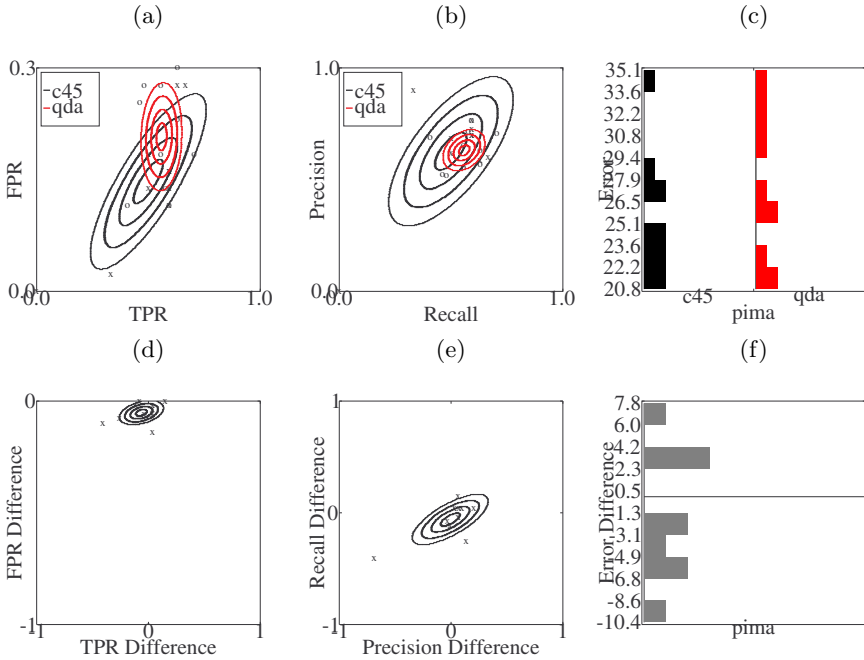 (a)
(b)
(c)
0.3
c45
qda
FPR
0.0
0.0
TPR
1.0
1.0
c45
qda
Precision
0.0
0.0
Recall
1.0
35.1
33.6
32.2
30.8
29.4
27.9
26.5
25.1
23.6
22.2
20.8
Error
c45
qda
pima
(d)
(e)
(f)
0
FPR Difference
-1
-1
0
1
TPR Difference
1
0
Recall Difference
-1
-1
0
1
Precision Difference
7.8
6.0
4.2
2.3
0.5
-1.3
-3.1
-4.9
-6.8
-8.6
-10.4
Error Difference
pima